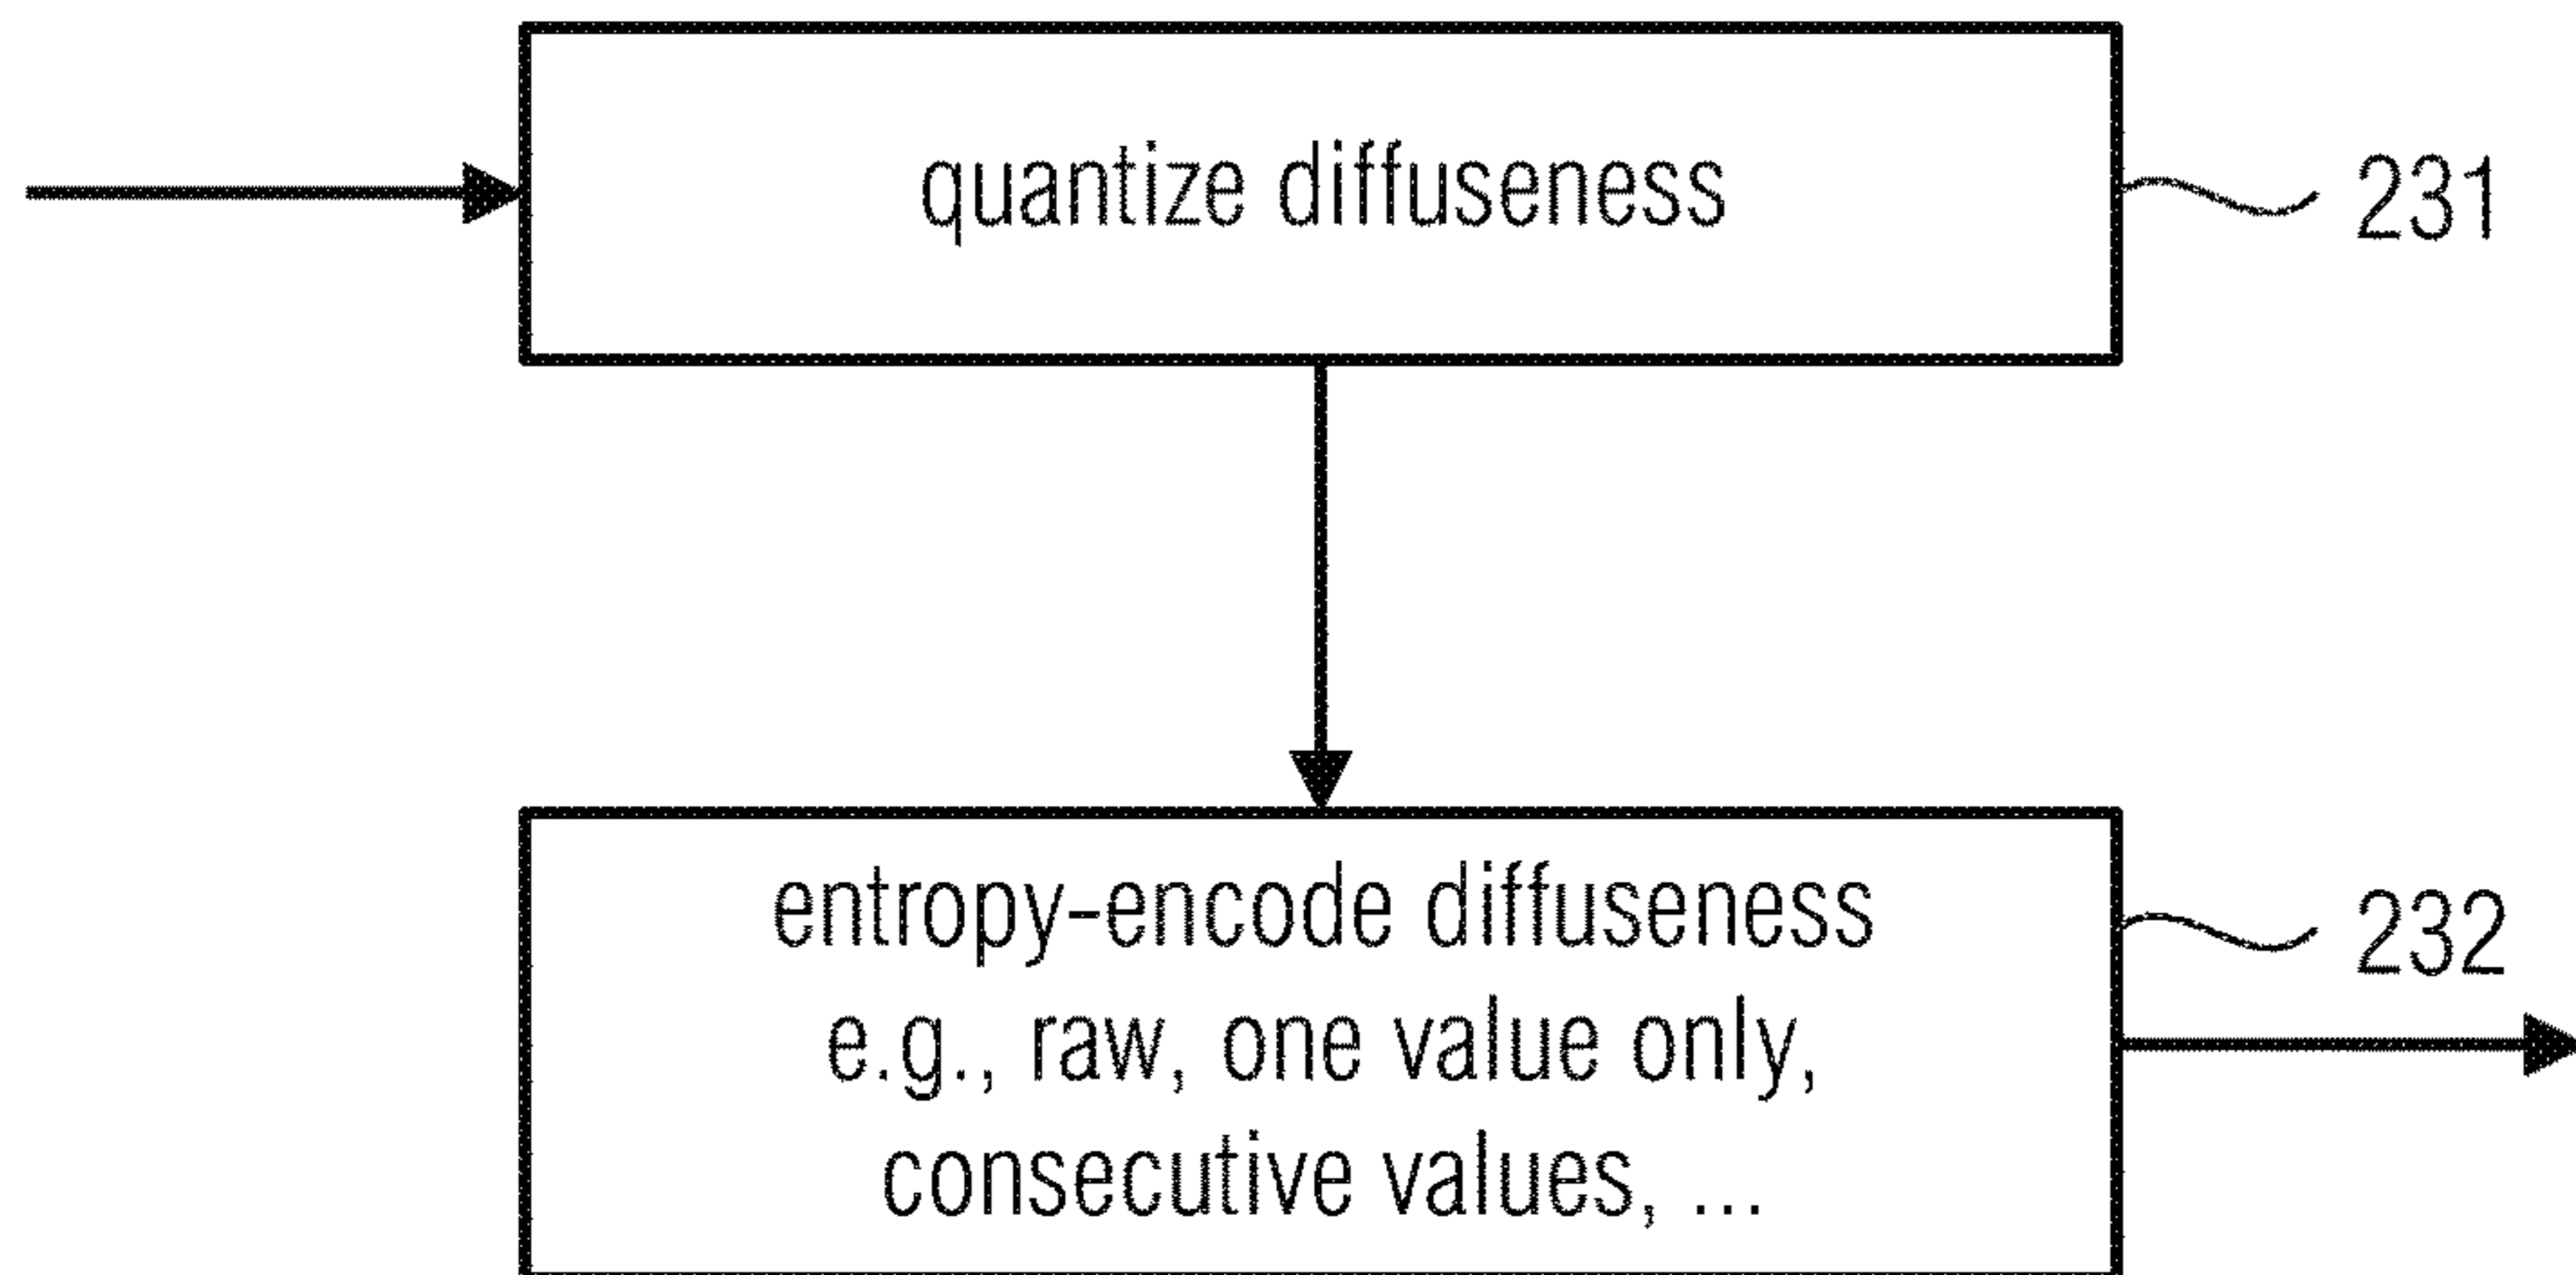 quantize diffuseness
231
entropy-encode diffuseness
232
e.g., raw, one value only,
consecutive values, ...